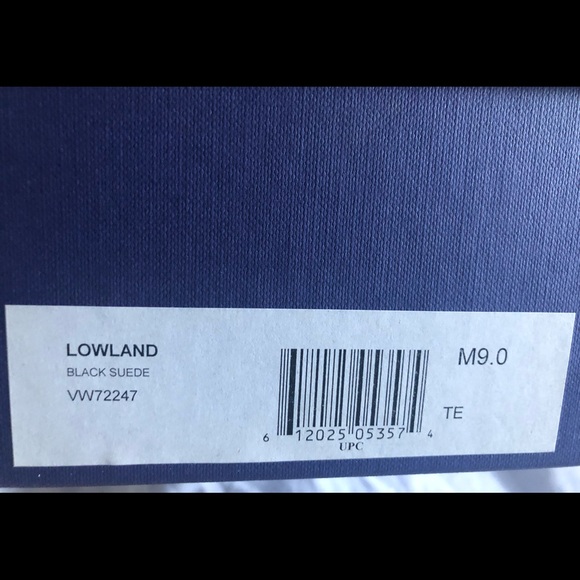 LOWLAND
BLACK SUEDE
VW72247
M9.0
TE
6 12025 05357 4
UPC